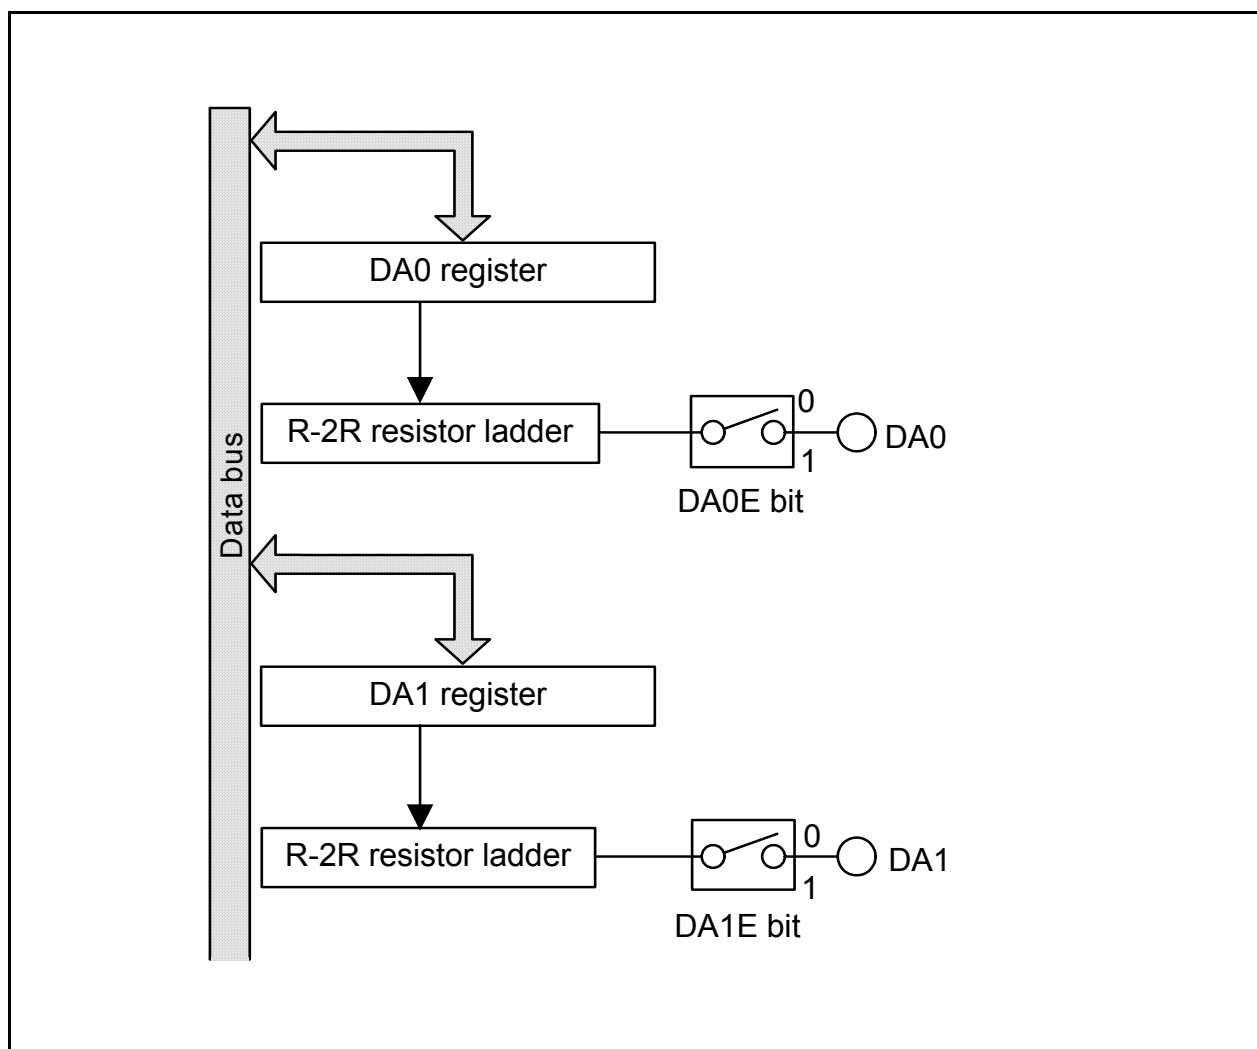 DA0 register
R-2R resistor ladder
0
1
DA0
DA0E bit
Data bus
DA1 register
R-2R resistor ladder
0
1
DA1
DA1E bit